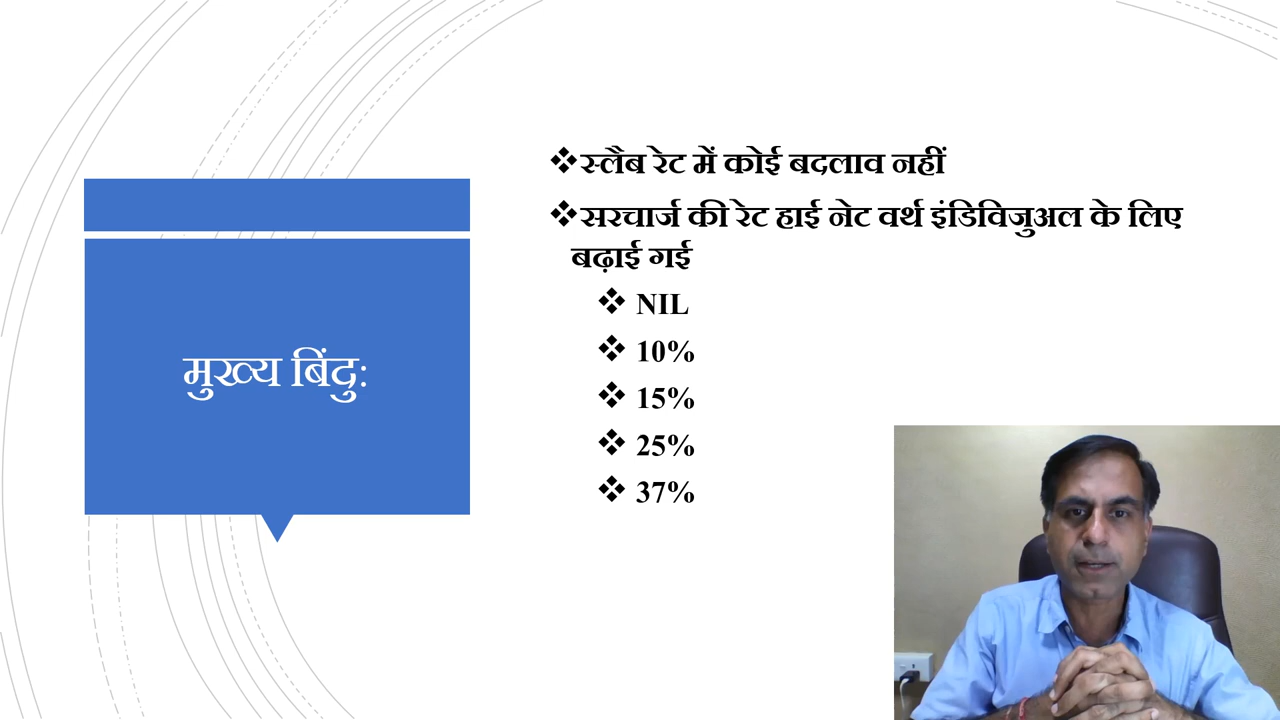 मुख्य बिंदु:
❖स्लैब रेट में कोई बदलाव नहीं
❖सरचार्ज की रेट हाई नेट वर्थ इंडिविजुअल के लिए
बढ़ाई गई
❖ NIL
❖ 10%
❖ 15%
❖ 25%
❖ 37%